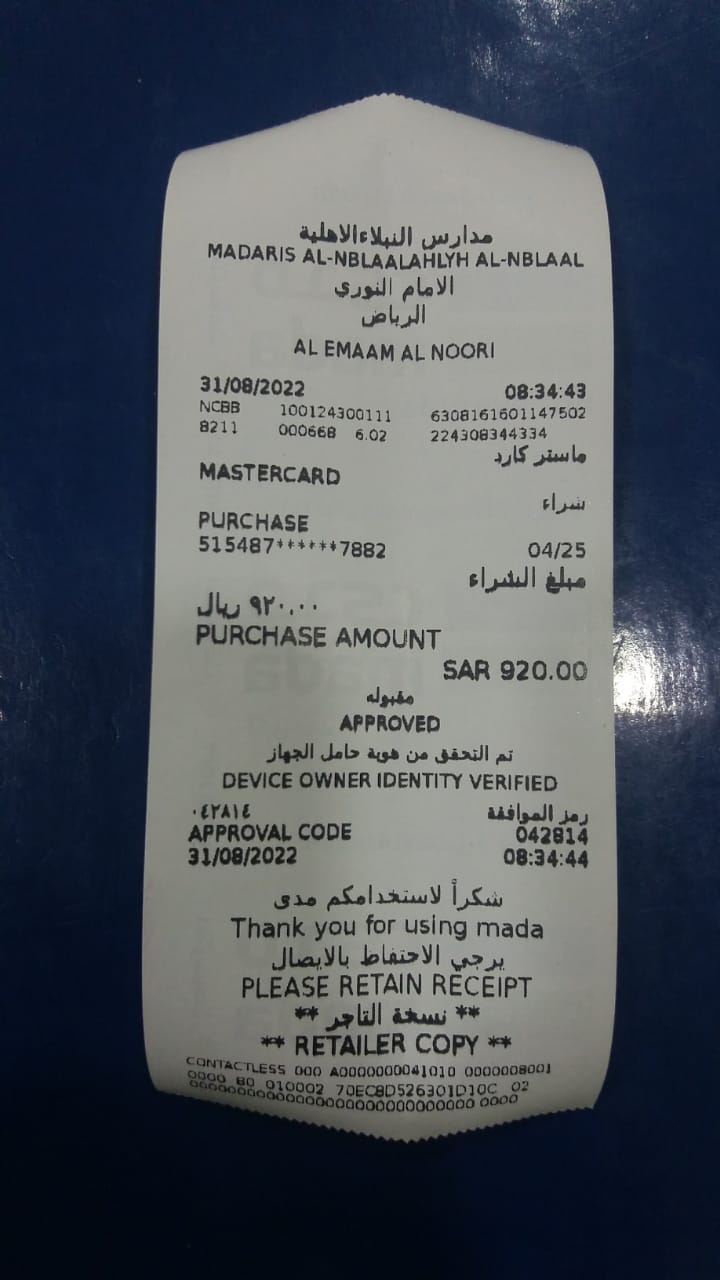 مدارس النبلاءالاهلية
MADARIS AL-NBLAALAHLYH AL-NBLAAL
الامام النوري
الرياض
AL EMAAM AL NOORI
31/08/2022 08:34:43
NCBB 100124300111 6308161601147502
8211 000668 6.02 224308344334
ماستر كارد
MASTERCARD
شراء
PURCHASE
515487******7882 04/25
مبلغ الشراء
٩٢٠,٠٠ ريال
PURCHASE AMOUNT
SAR 920.00
مقبوله
APPROVED
تم التحقق من هوية حامل الجهاز
DEVICE OWNER IDENTITY VERIFIED
رمز الموافقة ٠٤٢٨١٤
APPROVAL CODE 042814
31/08/2022 08:34:44
شكراً لاستخدامكم مدى
Thank you for using mada
يرجي الاحتفاظ بالايصال
PLEASE RETAIN RECEIPT
** نسخة التاجر **
** RETAILER COPY **
CONTACTLESS 000 A0000000041010 0000008001
0000 80 010002 70EC8D526301D10C 02